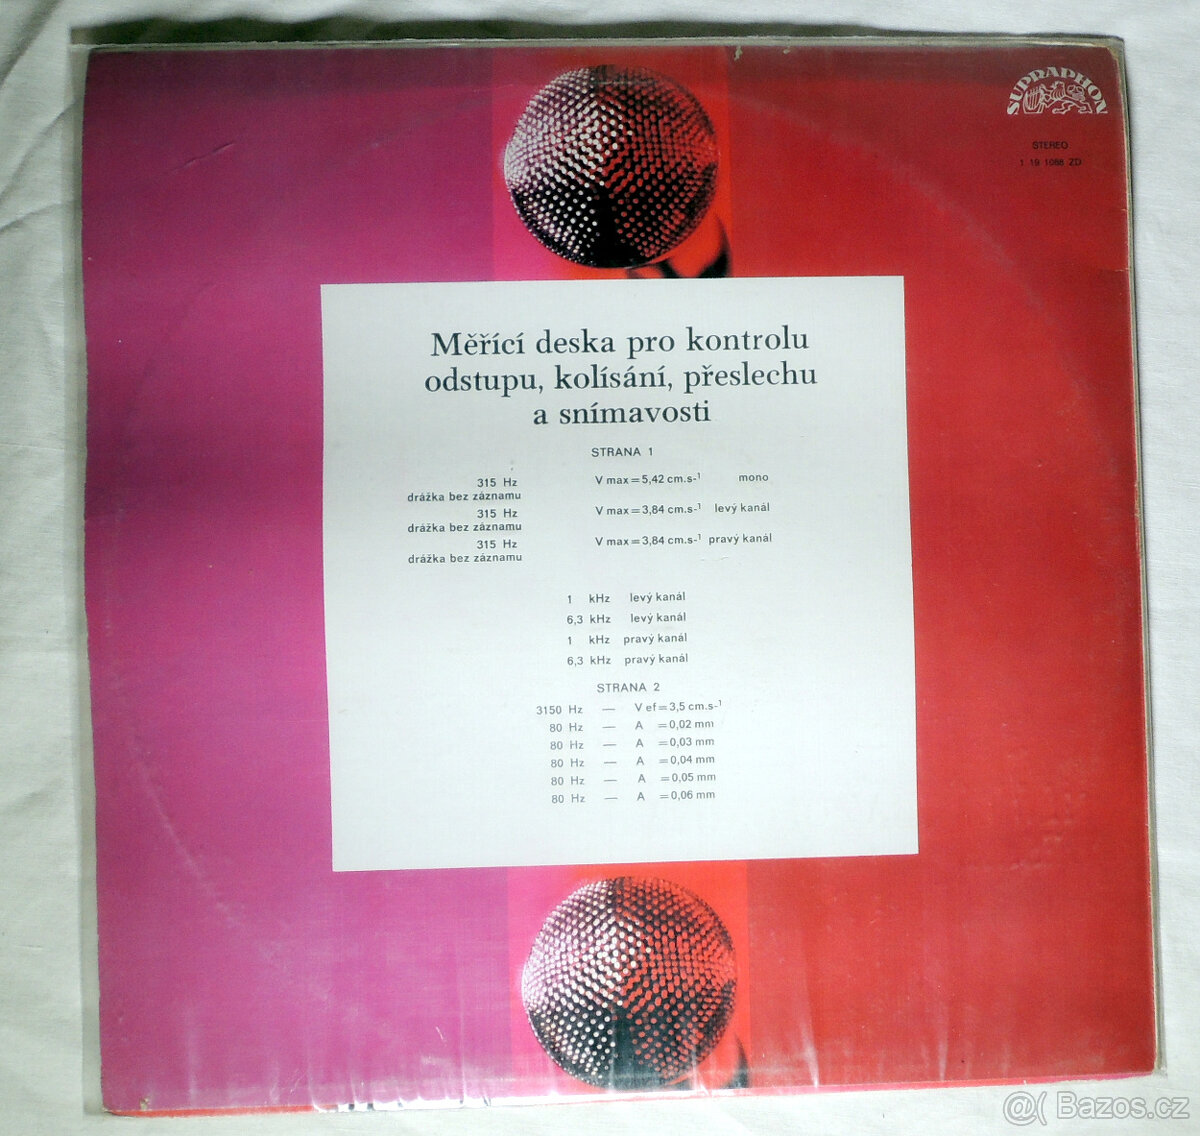 SUPRAPHON
STEREO
1 19 1088 ZD
Měřící deska pro kontrolu
odstupu, kolísání, přeslechu
a snímavosti
STRANA 1
315 Hz V max=5,42 cm.s-¹ mono
drážka bez záznamu
315 Hz V max=3,84 cm.s-¹ levý kanál
drážka bez záznamu
315 Hz V max=3,84 cm.s-¹ pravý kanál
drážka bez záznamu
1 kHz levý kanál
6,3 kHz levý kanál
1 kHz pravý kanál
6,3 kHz pravý kanál
STRANA 2
3150 Hz — V ef=3,5 cm.s-¹
80 Hz — A =0,02 mm
80 Hz — A =0,03 mm
80 Hz — A =0,04 mm
80 Hz — A =0,05 mm
80 Hz — A =0,06 mm
@( Bazos.cz